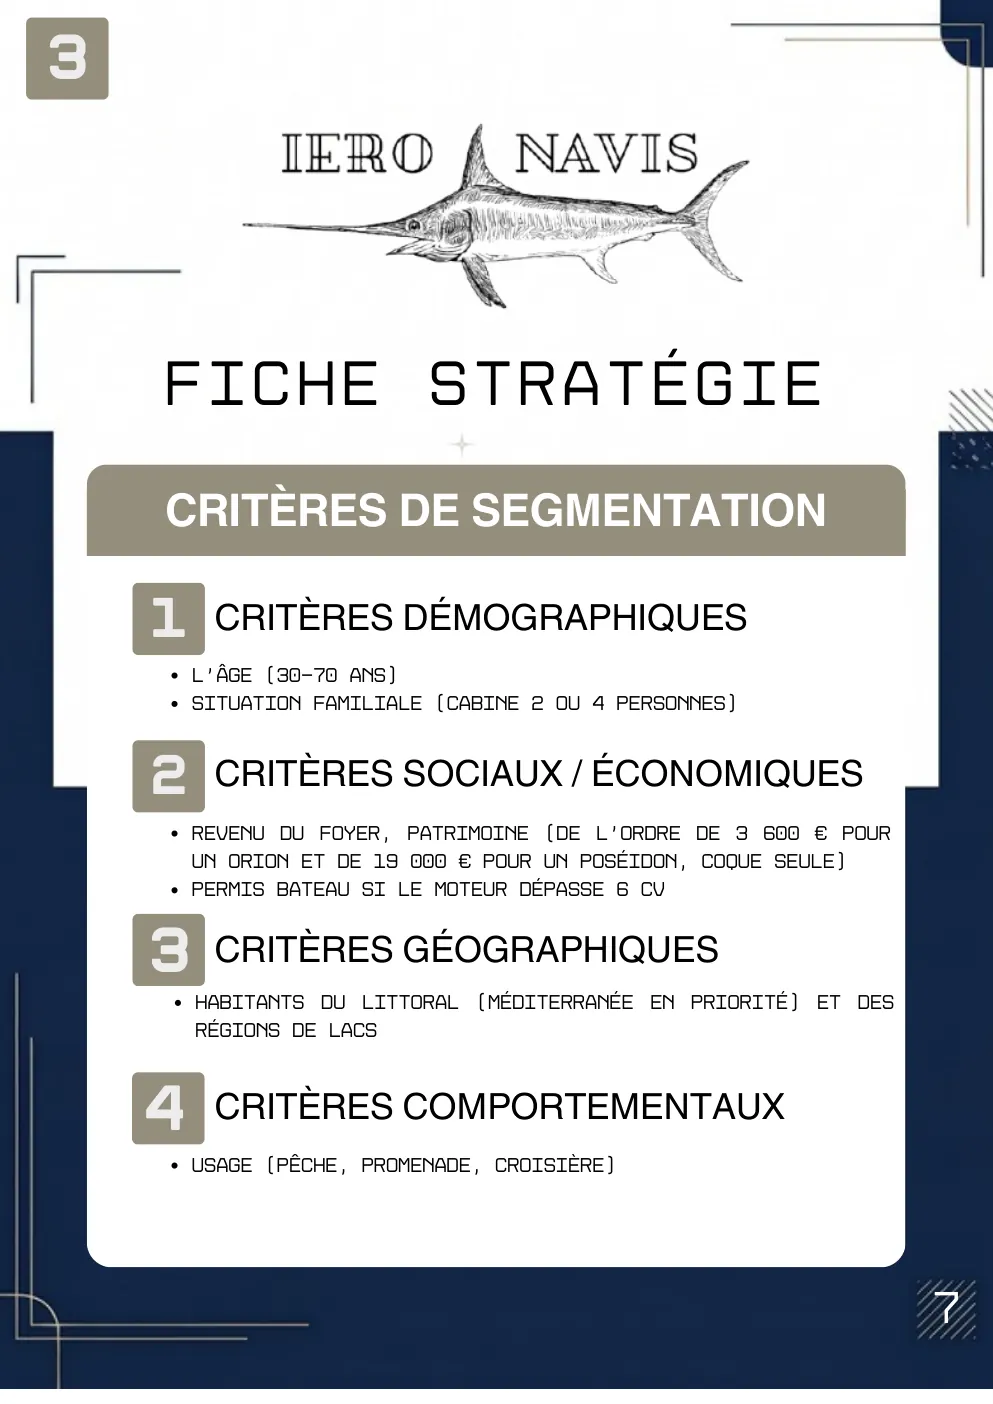 3
IERO NAVIS
FICHE STRATÉGIE
CRITÈRES DE SEGMENTATION
1 CRITÈRES DÉMOGRAPHIQUES
• L'ÂGE (30-70 ANS)
• SITUATION FAMILIALE (CABINE 2 OU 4 PERSONNES)
2 CRITÈRES SOCIAUX / ÉCONOMIQUES
• REVENU DU FOYER, PATRIMOINE (DE L'ORDRE DE 3 600 € POUR
UN ORION ET DE 19 000 € POUR UN POSÉIDON, COQUE SEULE)
• PERMIS BATEAU SI LE MOTEUR DÉPASSE 6 CV
3 CRITÈRES GÉOGRAPHIQUES
• HABITANTS DU LITTORAL (MÉDITERRANÉE EN PRIORITÉ) ET DES
RÉGIONS DE LACS
4 CRITÈRES COMPORTEMENTAUX
• USAGE (PÊCHE, PROMENADE, CROISIÈRE)
7